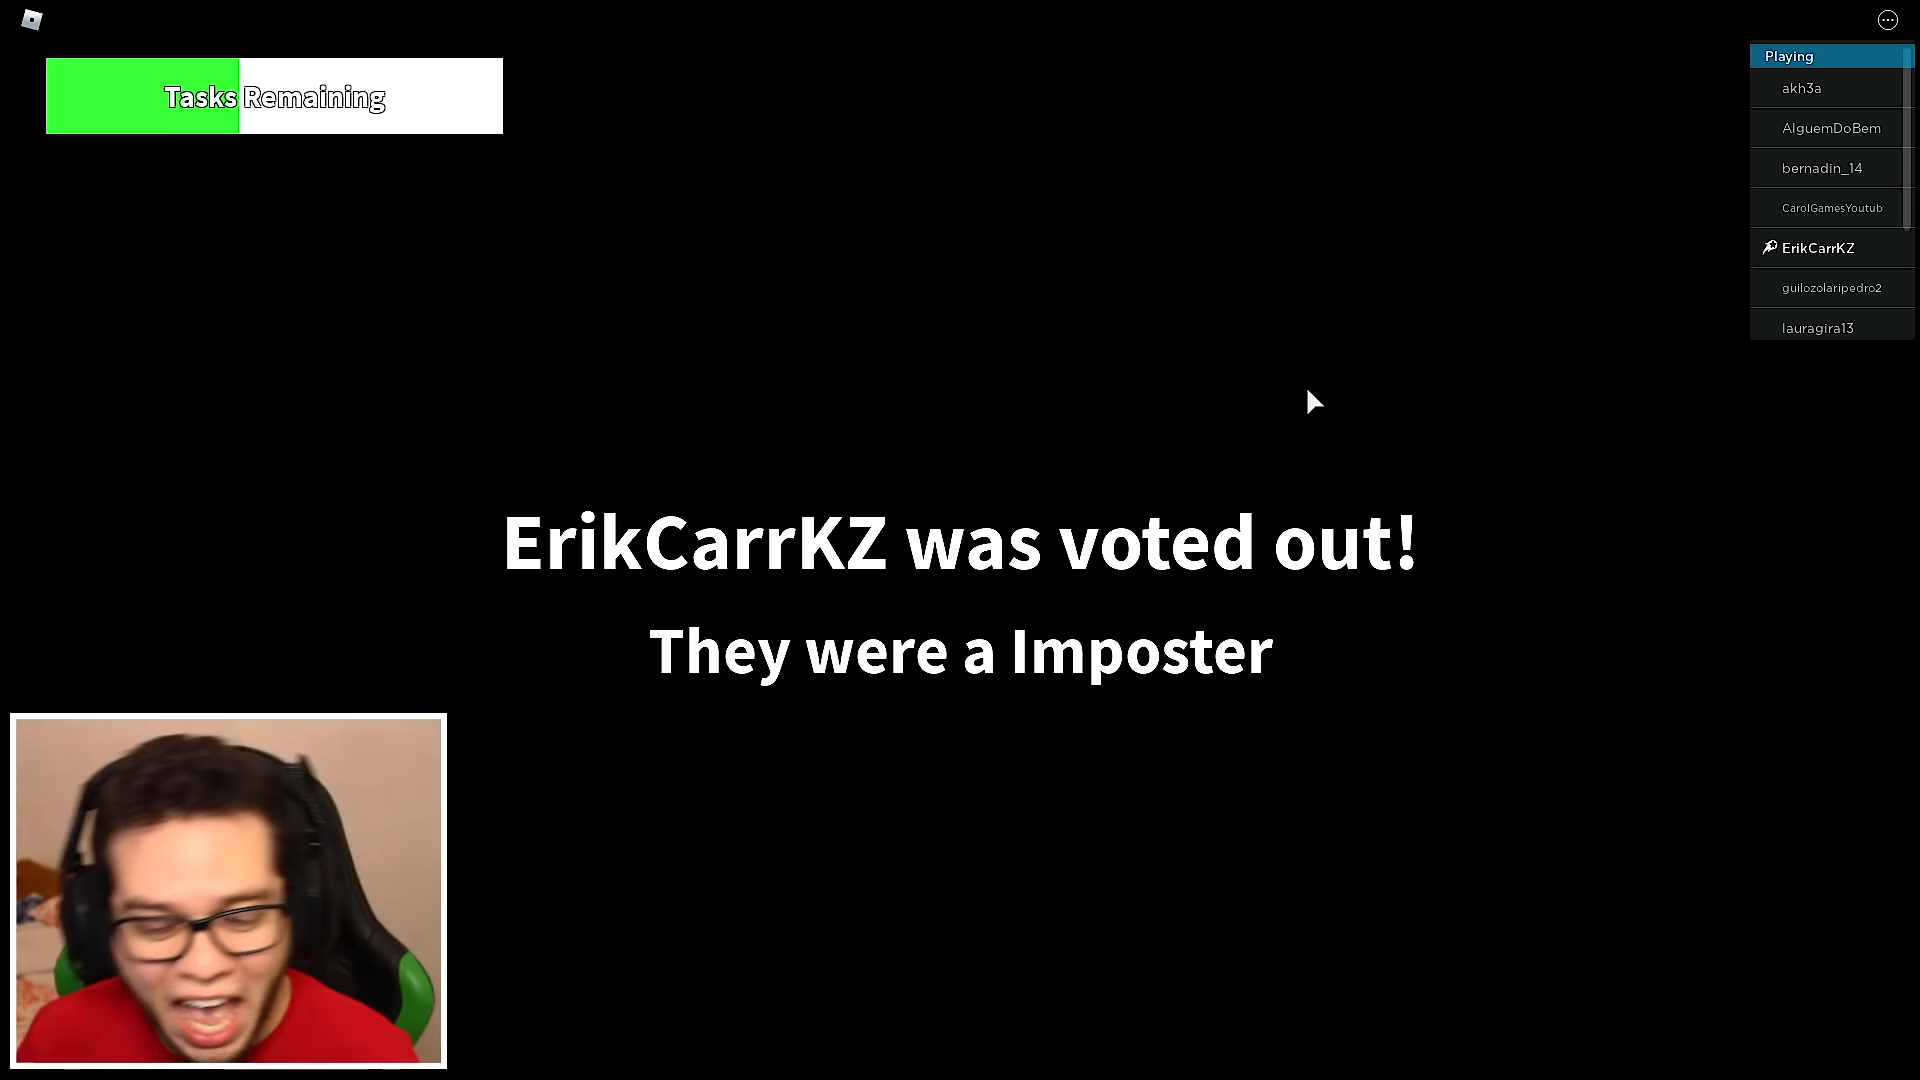 Tasks Remaining
Playing
akh3a
AlguemDoBem
bernadin_14
CarolGamesYoutub
ErikCarrKZ
guilozolaripedro2
lauragira13
ErikCarrKZ was voted out!
They were a Imposter